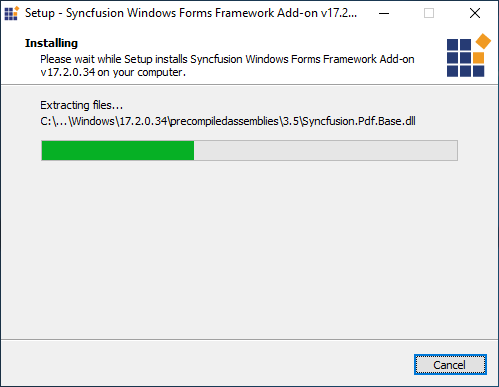 Setup - Syncfusion Windows Forms Framework Add-on v17.2...
Installing
Please wait while Setup installs Syncfusion Windows Forms Framework Add-on
v17.2.0.34 on your computer.
Extracting files...
C:\...\Windows\17.2.0.34\precompiledassemblies\3.5\Syncfusion.Pdf.Base.dll
Cancel